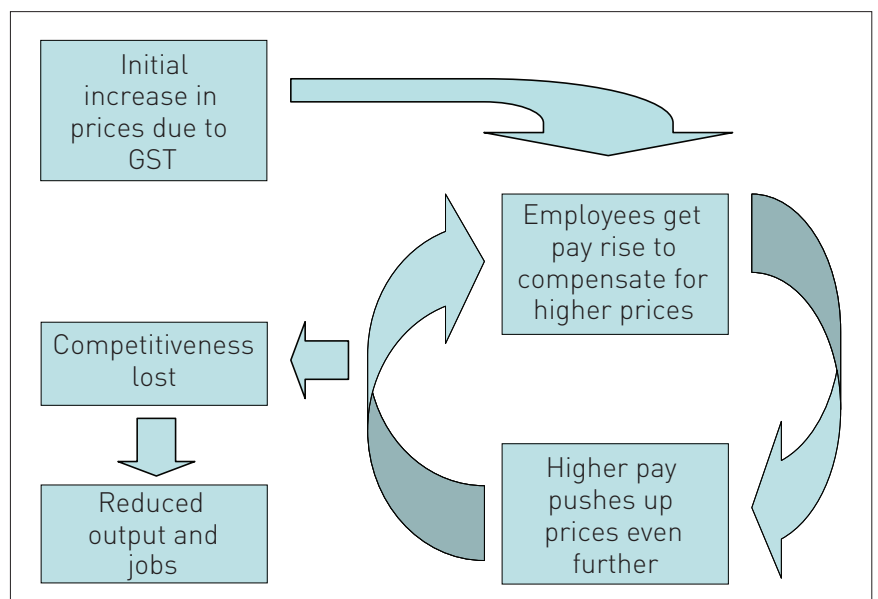 Initial
increase in
prices due to
GST
Employees get
pay rise to
compensate for
higher prices
Competitiveness
lost
Higher pay
pushes up
prices even
further
Reduced
output and
jobs